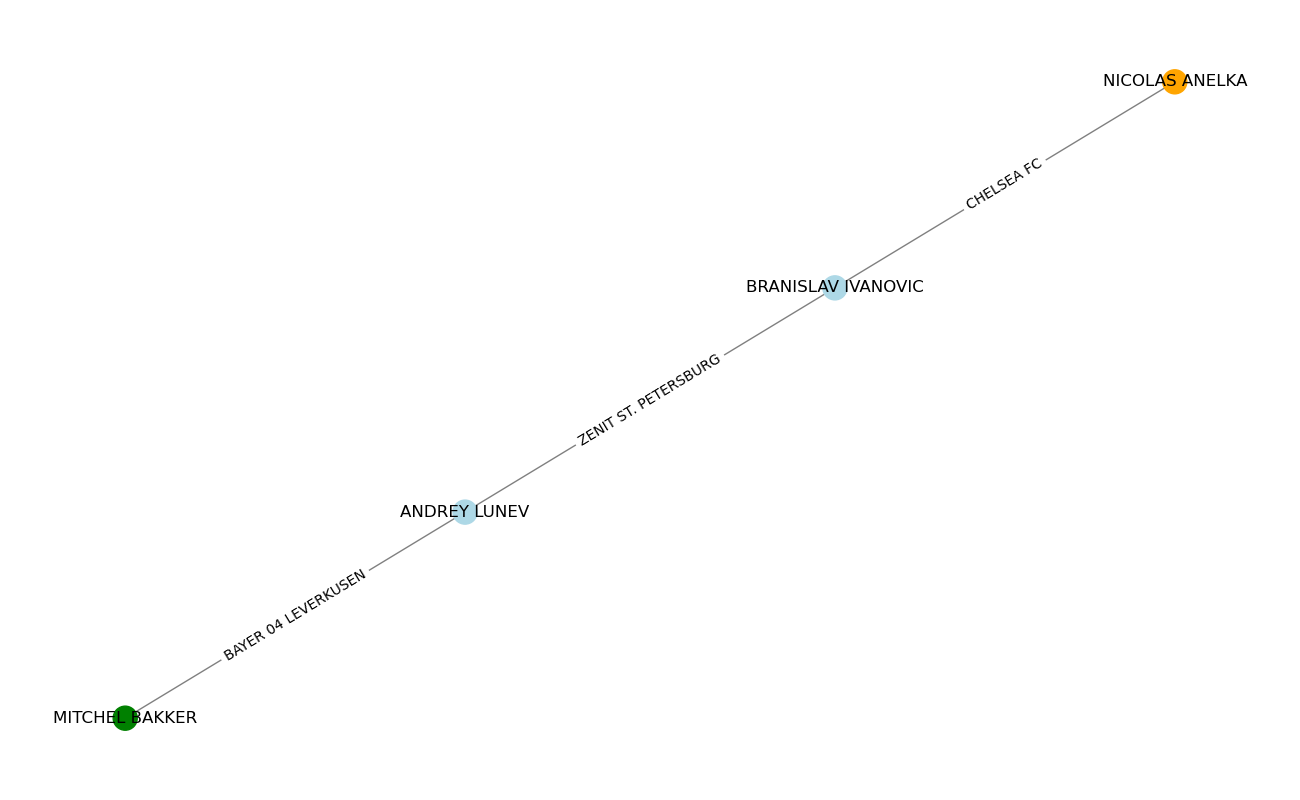 NICOLAS ANELKA
CHELSEA FC
BRANISLAV IVANOVIC
ZENIT ST. PETERSBURG
ANDREY LUNEV
BAYER 04 LEVERKUSEN
MITCHEL BAKKER